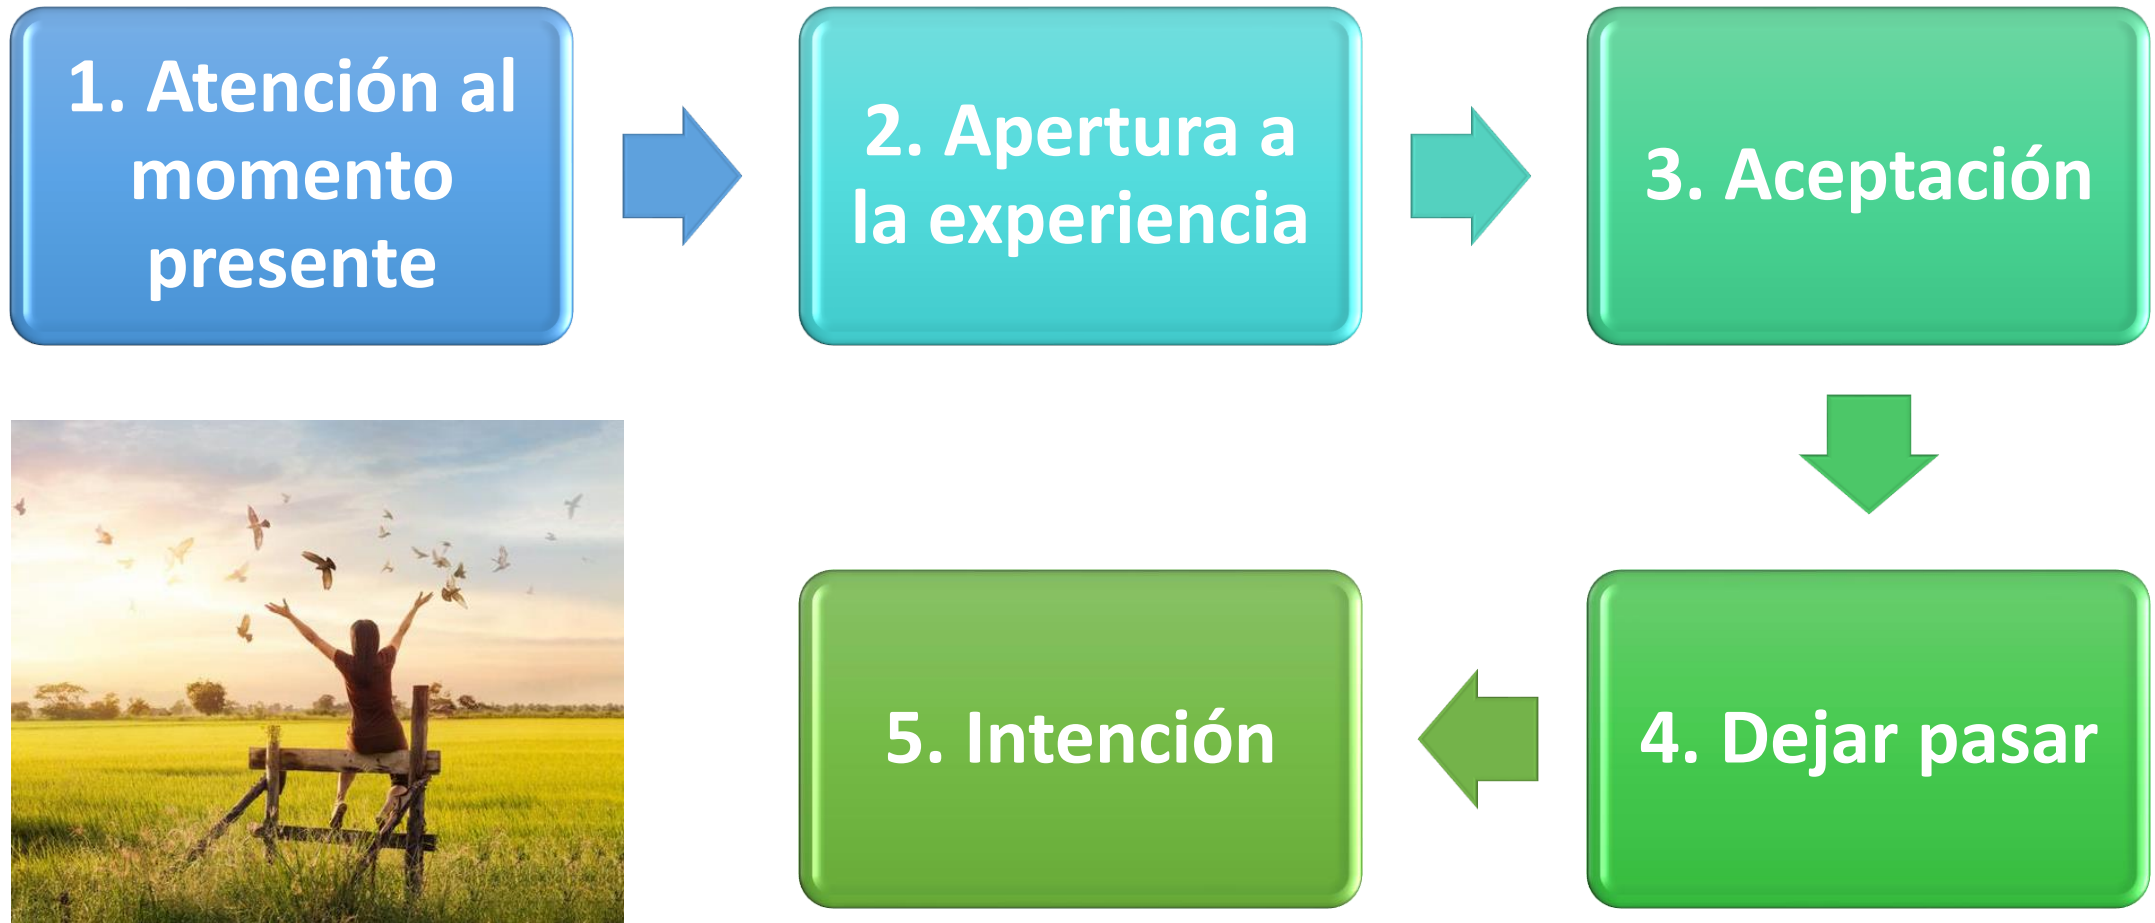 1. Atención al
momento
presente
2. Apertura a
la experiencia
3. Aceptación
4. Dejar pasar
5. Intención